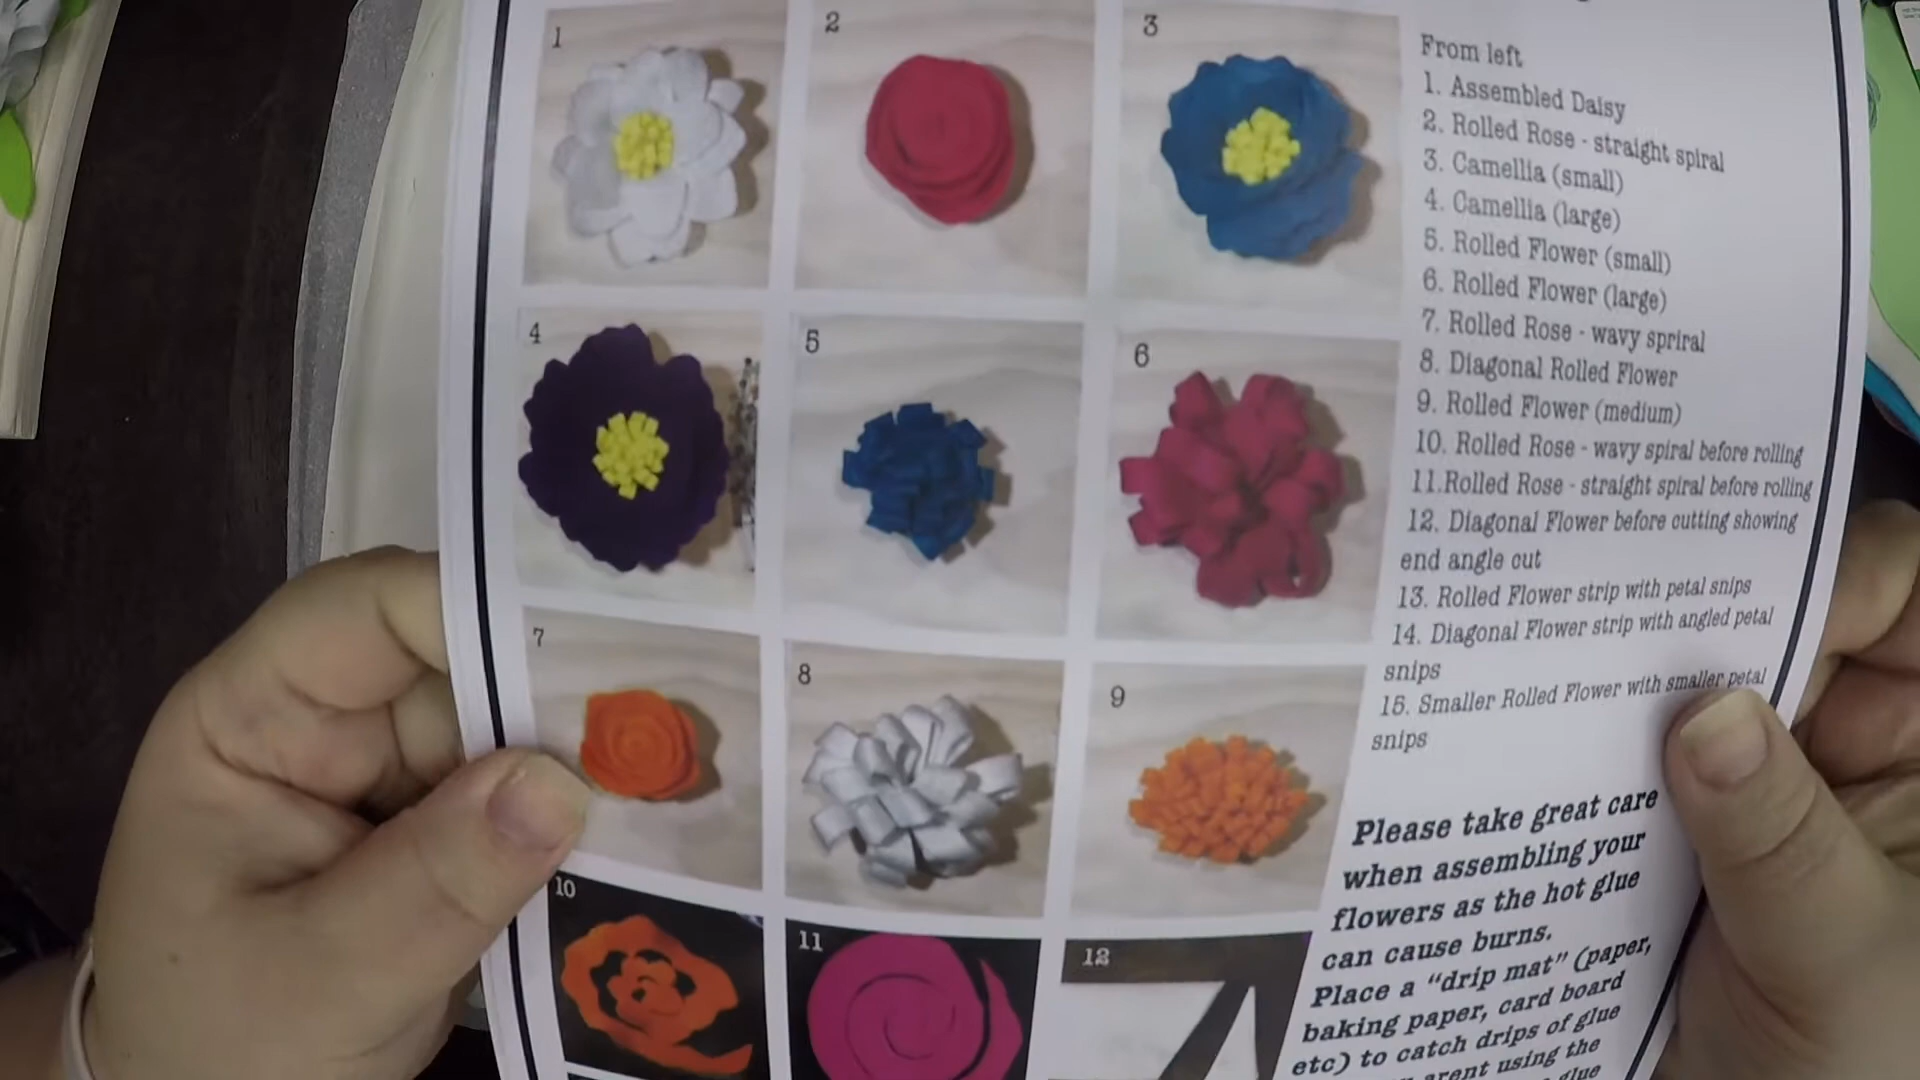 1
2
3
4
5
6
7
8
9
10
11
12
From left
1. Assembled Daisy
2. Rolled Rose - straight spiral
3. Camellia (small)
4. Camellia (large)
5. Rolled Flower (small)
6. Rolled Flower (large)
7. Rolled Rose - wavy spriral
8. Diagonal Rolled Flower
9. Rolled Flower (medium)
10. Rolled Rose - wavy spiral before rolling
11.Rolled Rose - straight spiral before rolling
12. Diagonal Flower before cutting showing
end angle cut
13. Rolled Flower strip with petal snips
14. Diagonal Flower strip with angled petal
snips
15. Smaller Rolled Flower with smaller petal
snips
Please take great care
when assembling your
flowers as the hot glue
can cause burns.
Place a "drip mat" (paper,
baking paper, card board
etc) to catch drips of glue
using the
glue